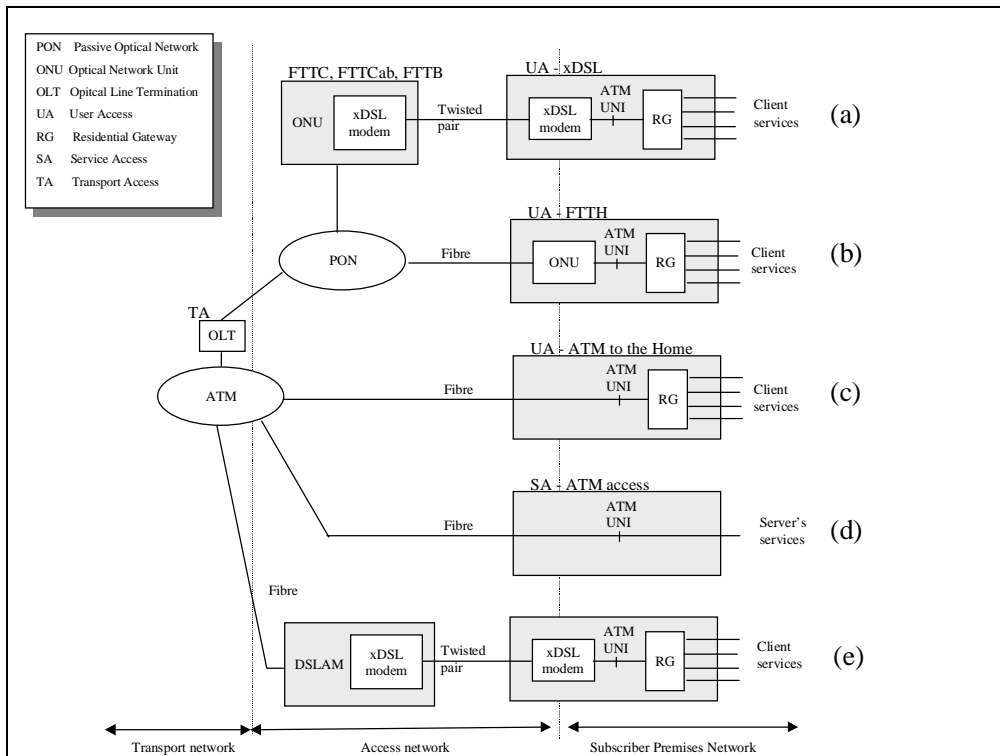 PON Passive Optical Network
ONU Optical Network Unit
OLT Opitcal Line Termination
UA User Access
RG Residential Gateway
SA Service Access
TA Transport Access
FTTC, FTTCab, FTTB
ONU
xDSL
modem
Twisted
pair
UA - xDSL
xDSL
modem
ATM
UNI
RG
Client
services
(a)
PON
Fibre
UA - FTTH
ONU
ATM
UNI
RG
Client
services
(b)
TA
OLT
ATM
Fibre
UA - ATM to the Home
ATM
UNI
RG
Client
services
(c)
Fibre
SA - ATM access
ATM
UNI
Server's
services
(d)
Fibre
DSLAM
xDSL
modem
Twisted
pair
xDSL
modem
ATM
UNI
RG
Client
services
(e)
Transport network
Access network
Subscriber Premises Network